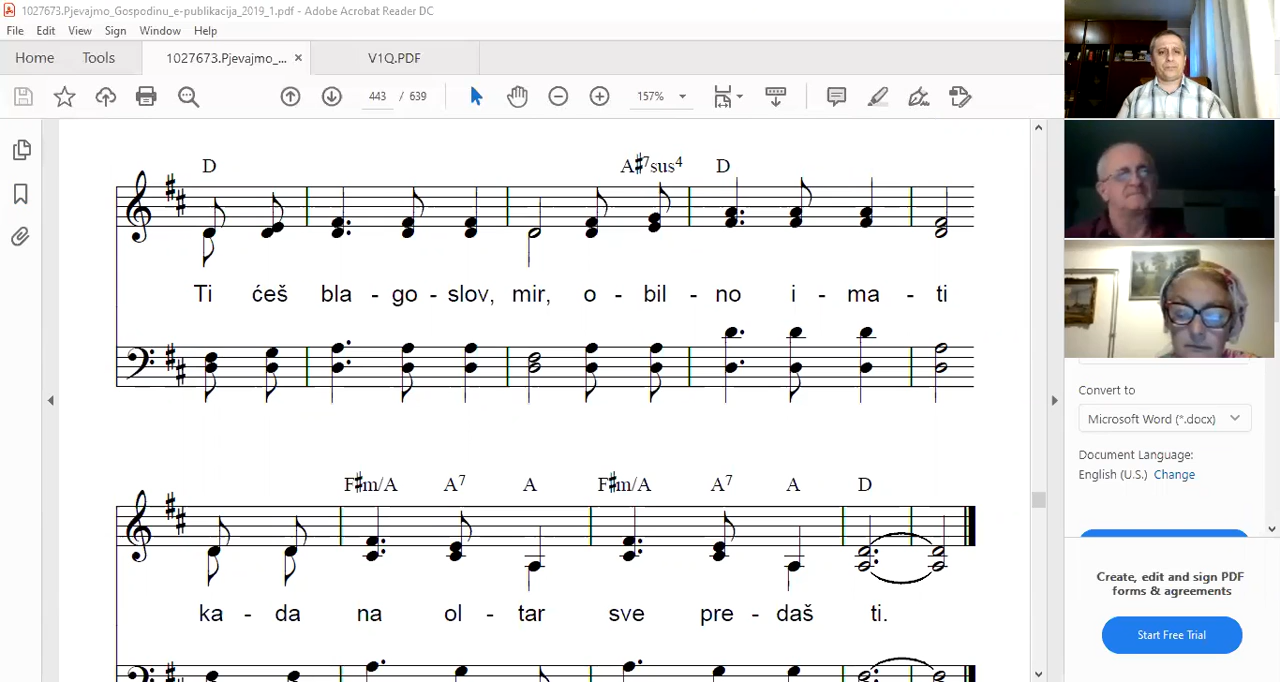 1027673.Pjevajmo_Gospodinu_e-publikacija_2019_1.pdf - Adobe Acrobat Reader DC
File Edit View Sign Window Help
Home Tools 1027673.Pjevajmo_... × V1Q.PDF
443 / 639 157%
D A#7sus4 D
Ti ćeš bla - go - slov, mir, o - bil - no i - ma - ti
F#m/A A7 A F#m/A A7 A D
ka - da na ol - tar sve pre - daš ti.
Convert to
Microsoft Word (*.docx)
Document Language:
English (U.S.) Change
Create, edit and sign PDF
forms & agreements
Start Free Trial